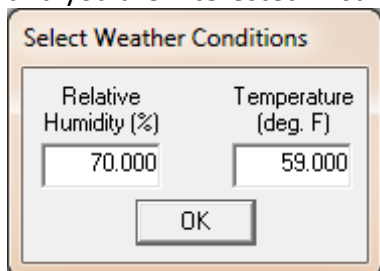 Select Weather Conditions
Relative Temperature
Humidity (%) (deg. F)
70.000 59.000
OK